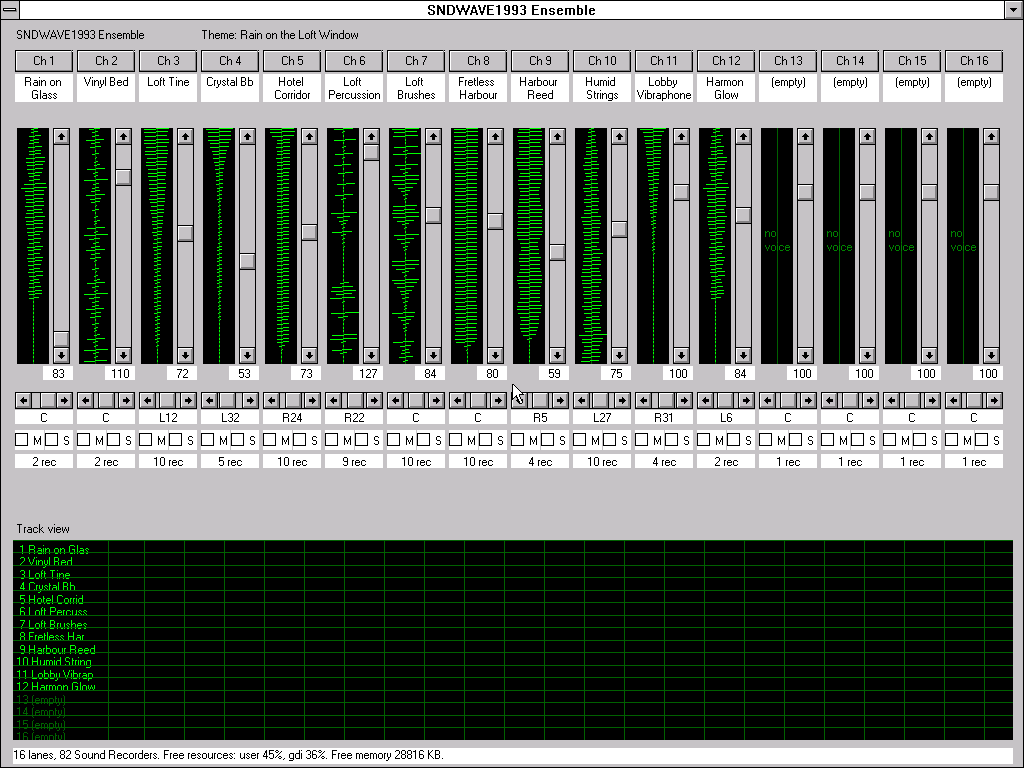 SNDWAVE1993 Ensemble
SNDWAVE1993 Ensemble Theme: Rain on the Loft Window
Ch 1 Ch 2 Ch 3 Ch 4 Ch 5 Ch 6 Ch 7 Ch 8 Ch 9 Ch 10 Ch 11 Ch 12 Ch 13 Ch 14 Ch 15 Ch 16
Rain on Vinyl Bed Loft Tine Crystal Bb Hotel Loft Loft Fretless Harbour Humid Lobby Harmon (empty) (empty) (empty) (empty)
Glass Corridor Percussion Brushes Harbour Reed Strings Vibraphone Glow
no no no no
voice voice voice voice
83 110 72 53 73 127 84 80 59 75 100 84 100 100 100 100
C C L12 L32 R24 R22 C C R5 L27 R31 L6 C C C C
M S M S M S M S M S M S M S M S M S M S M S M S M S M S M S M S
2 rec 2 rec 10 rec 5 rec 10 rec 9 rec 10 rec 10 rec 4 rec 10 rec 4 rec 2 rec 1 rec 1 rec 1 rec 1 rec
Track view
1 Rain on Glas
2 Vinyl Bed
3 Loft Tine
4 Crystal Bb
5 Hotel Corrid
6 Loft Percuss
7 Loft Brushes
8 Fretless Har
9 Harbour Reed
10 Humid String
11 Lobby Vibrap
12 Harmon Glow
13 (empty)
14 (empty)
15 (empty)
16 (empty)
16 lanes, 82 Sound Recorders. Free resources: user 45%, gdi 36%. Free memory 28816 KB.